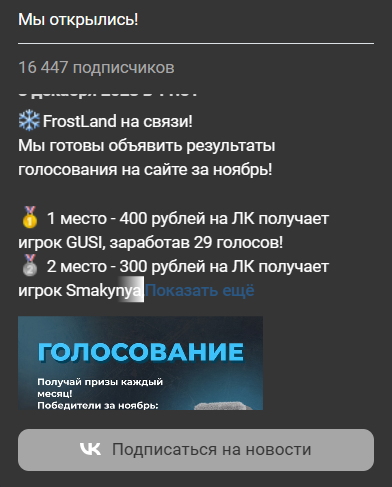 Мы открылись!
16 447 подписчиков
❄️FrostLand на связи!
Мы готовы объявить результаты
голосования на сайте за ноябрь!
🥇 1 место - 400 рублей на ЛК получает
игрок GUSI, заработав 29 голосов!
🥈 2 место - 300 рублей на ЛК получает
игрок Smakynya Показать ещё
ГОЛОСОВАНИЕ
Получай призы каждый
месяц!
Победители за ноябрь:
Подписаться на новости